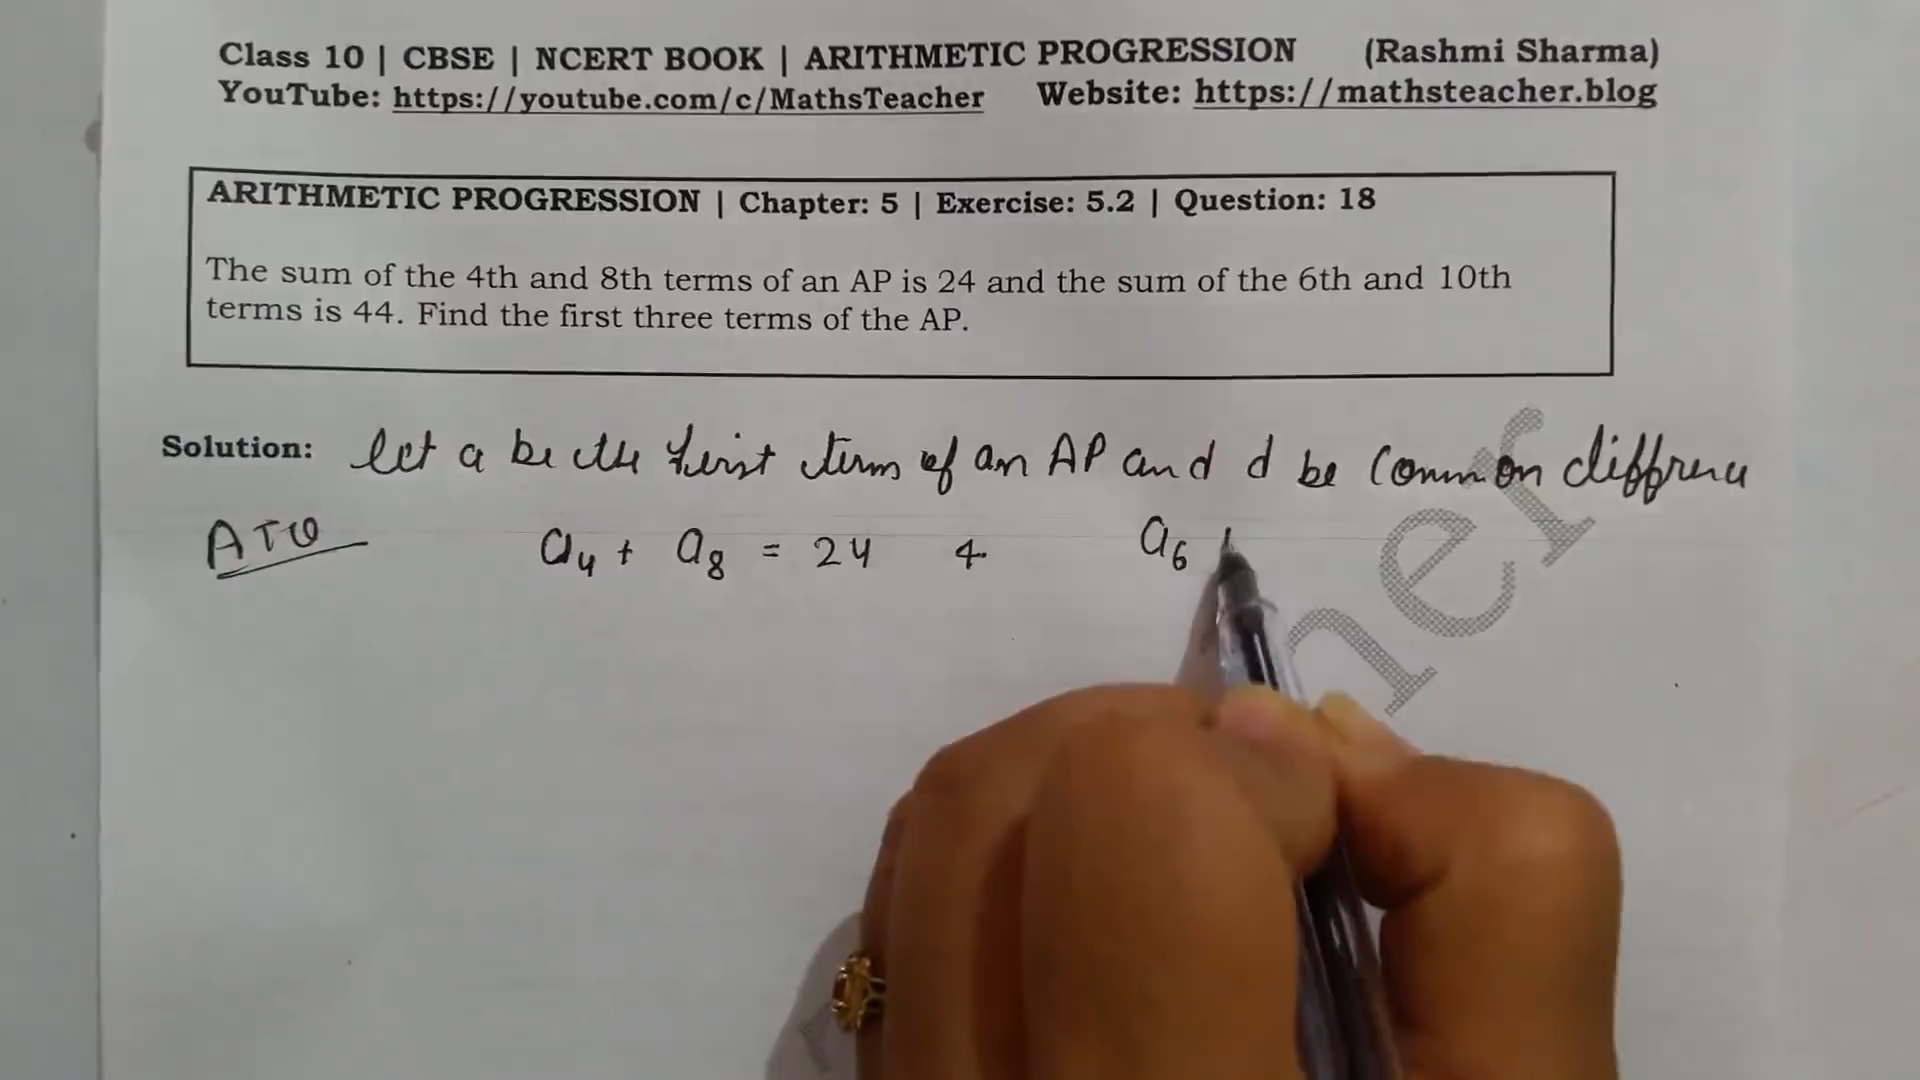 Class 10 | CBSE | NCERT BOOK | ARITHMETIC PROGRESSION (Rashmi Sharma)
YouTube: https://youtube.com/c/MathsTeacher Website: https://mathsteacher.blog
ARITHMETIC PROGRESSION | Chapter: 5 | Exercise: 5.2 | Question: 18
The sum of the 4th and 8th terms of an AP is 24 and the sum of the 6th and 10th
terms is 44. Find the first three terms of the AP.
Solution: let a be the first term of an AP and d be common
ATQ a₄ + a₈ = 24 & a₆